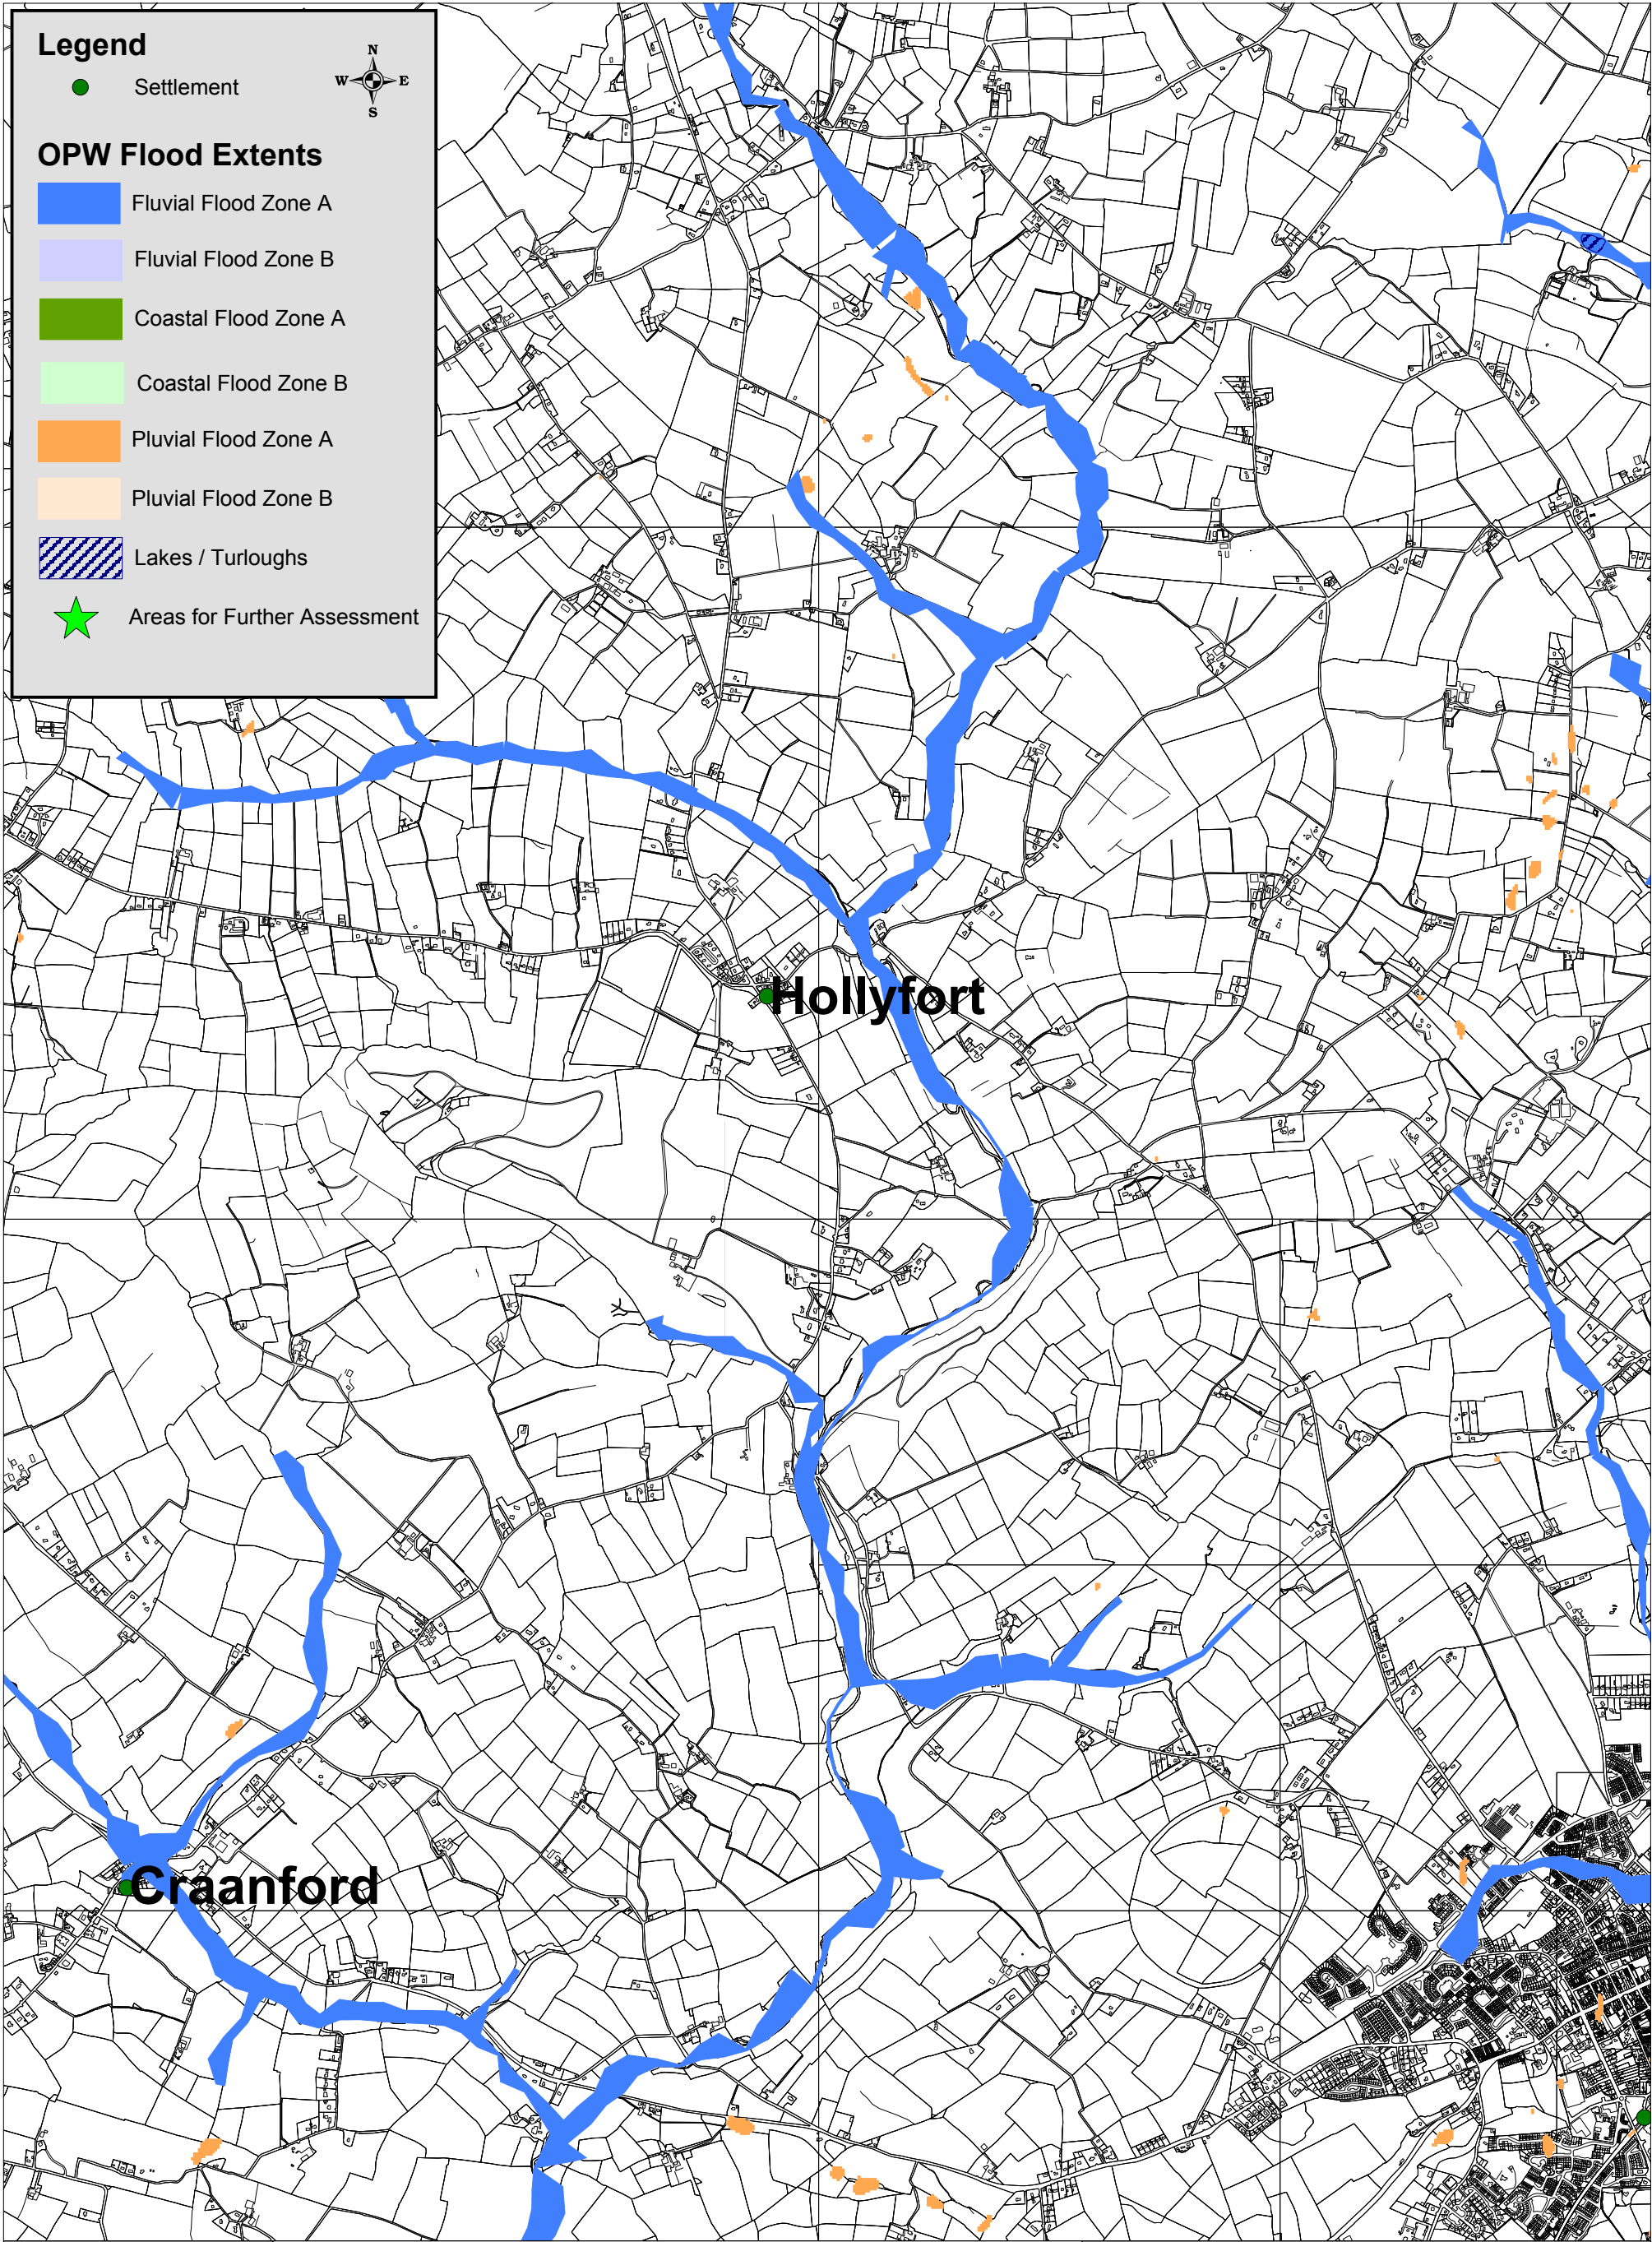 Legend
N
W E
S
Settlement
OPW Flood Extents
Fluvial Flood Zone A
Fluvial Flood Zone B
Coastal Flood Zone A
Coastal Flood Zone B
Pluvial Flood Zone A
Pluvial Flood Zone B
Lakes / Turloughs
Areas for Further Assessment
Hollyfort
Craanford